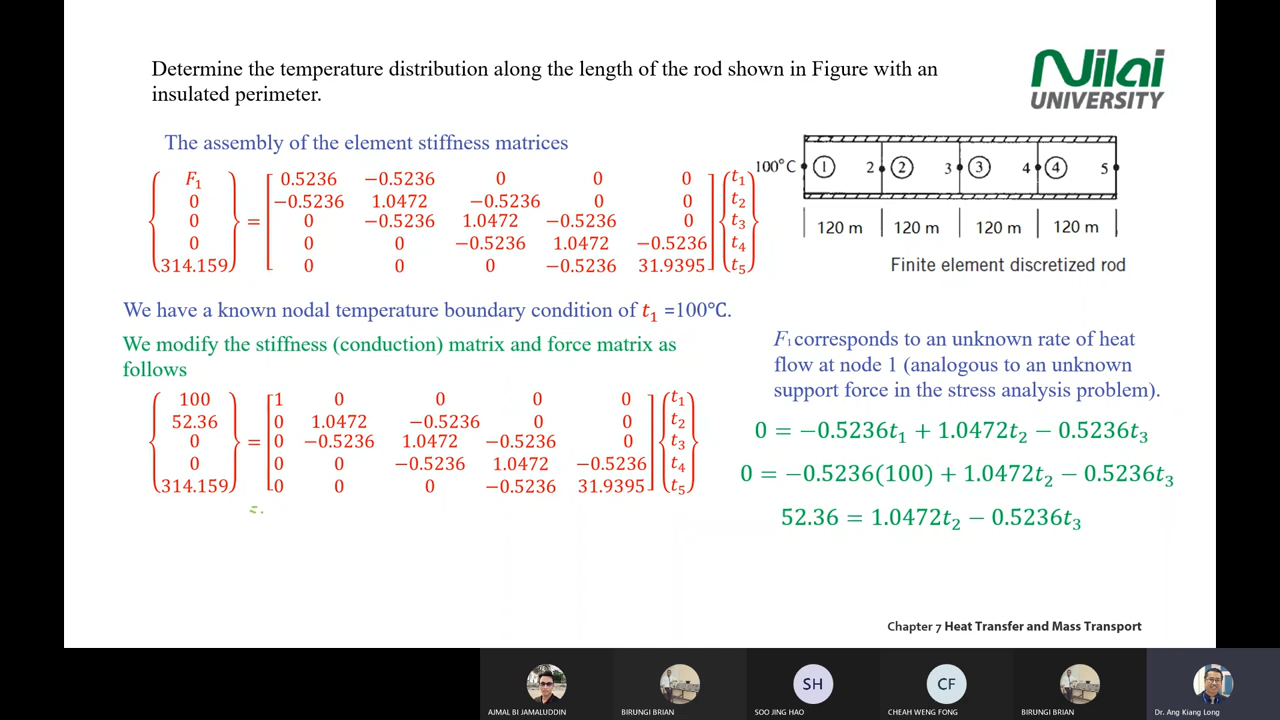 Determine the temperature distribution along the length of the rod shown in Figure with an
insulated perimeter.
Nilai
UNIVERSITY
The assembly of the element stiffness matrices
F₁ 0.5236 −0.5236 0 0 0 t₁
0 −0.5236 1.0472 −0.5236 0 0 t₂
0 = 0 −0.5236 1.0472 −0.5236 0 t₃
0 0 0 −0.5236 1.0472 −0.5236 t₄
314.159 0 0 0 −0.5236 31.9395 t₅
100°C 1 2 2 3 3 4 4 5
120 m 120 m 120 m 120 m
Finite element discretized rod
We have a known nodal temperature boundary condition of t₁ =100°C.
We modify the stiffness (conduction) matrix and force matrix as
follows
100 1 0 0 0 0 t₁
52.36 0 1.0472 −0.5236 0 0 t₂
0 = 0 −0.5236 1.0472 −0.5236 0 t₃
0 0 0 −0.5236 1.0472 −0.5236 t₄
314.159 0 0 0 −0.5236 31.9395 t₅
F₁ corresponds to an unknown rate of heat
flow at node 1 (analogous to an unknown
support force in the stress analysis problem).
0 = −0.5236t₁ + 1.0472t₂ − 0.5236t₃
0 = −0.5236(100) + 1.0472t₂ − 0.5236t₃
52.36 = 1.0472t₂ − 0.5236t₃
Chapter 7 Heat Transfer and Mass Transport
SH
CF
AJMAL BI JAMALUDDIN
BIRUNGI BRIAN
SOO JING HAO
CHEAH WENG FONG
BIRUNGI BRIAN
Dr. Ang Kiang Long